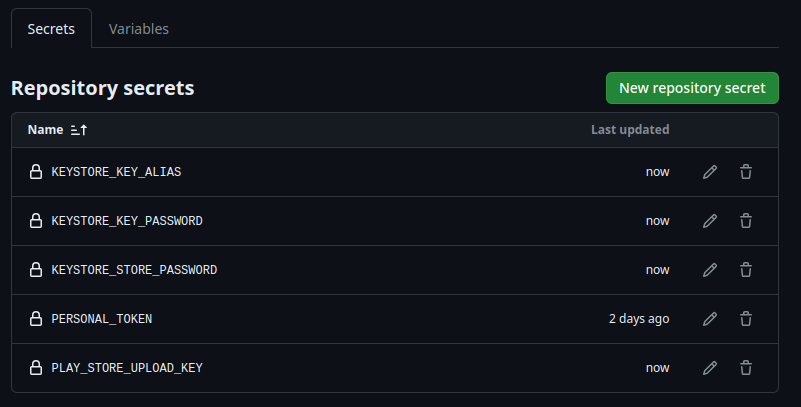 Secrets Variables
Repository secrets New repository secret
Name Last updated
KEYSTORE_KEY_ALIAS now
KEYSTORE_KEY_PASSWORD now
KEYSTORE_STORE_PASSWORD now
PERSONAL_TOKEN 2 days ago
PLAY_STORE_UPLOAD_KEY now